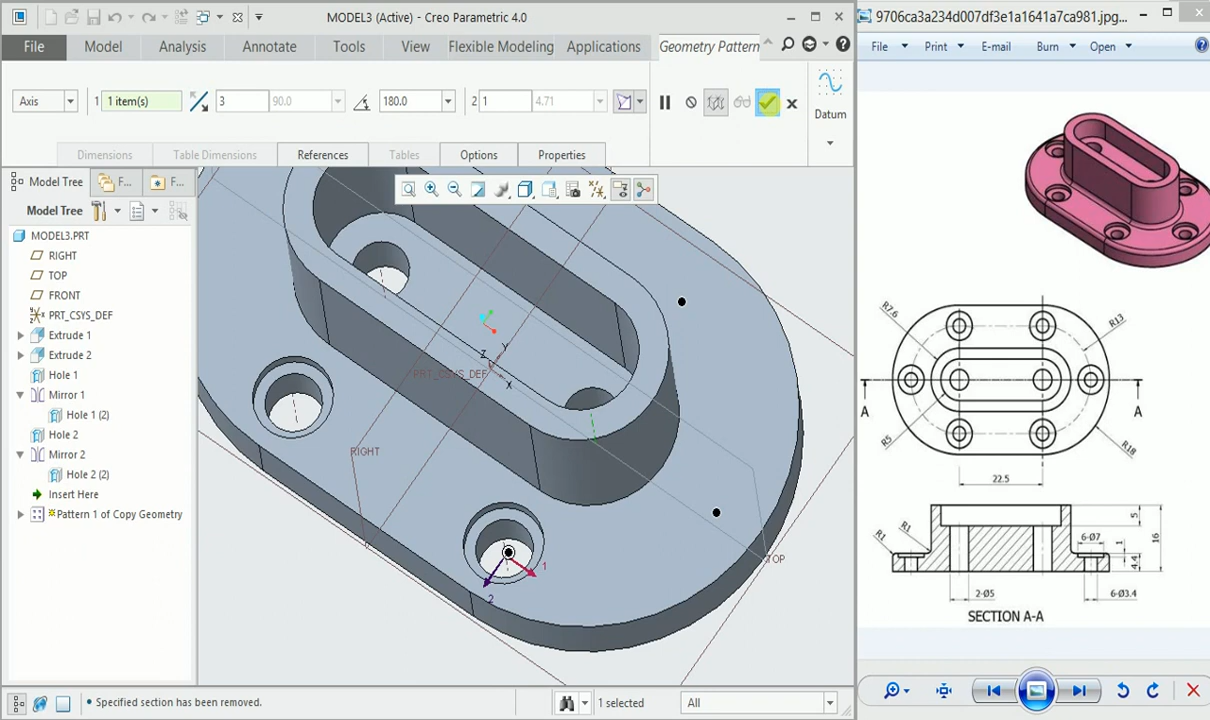 MODEL3 (Active) - Creo Parametric 4.0
9706ca3a234d007df3e1a1641a7ca981.jpg...
File Model Analysis Annotate Tools View Flexible Modeling Applications Geometry Pattern
File Print E-mail Burn Open
Axis 1 1 item(s) 3 90.0 180.0 2 1 4.71
Datum
Dimensions Table Dimensions References Tables Options Properties
Model Tree F... F...
Model Tree
MODEL3.PRT
RIGHT
TOP
FRONT
PRT_CSYS_DEF
Extrude 1
Extrude 2
Hole 1
Mirror 1
Hole 1 (2)
Hole 2
Mirror 2
Hole 2 (2)
Insert Here
Pattern 1 of Copy Geometry
Z
Y
X
PRT_CSYS_DEF
RIGHT
TOP
1
2
R7.6
R13
A
A
R5
R18
22.5
R1
R1
5
16
6-Ø7
1
4.4
2-Ø5
6-Ø3.4
SECTION A-A
Specified section has been removed.
1 selected
All